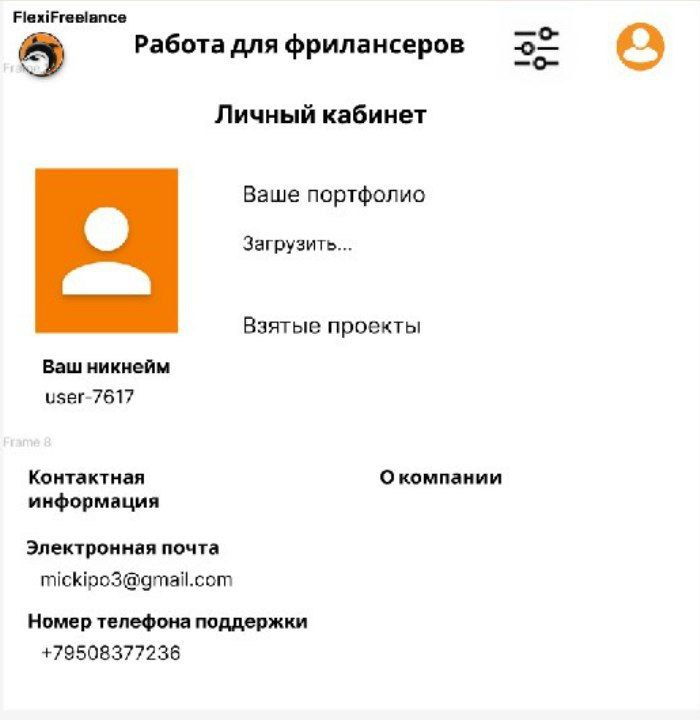 FlexiFreelance
Работа для фрилансеров
Личный кабинет
Ваше портфолио
Загрузить...
Взятые проекты
Ваш никнейм
user-7617
Frame 8
Контактная
информация
О компании
Электронная почта
mickipo3@gmail.com
Номер телефона поддержки
+79508377236